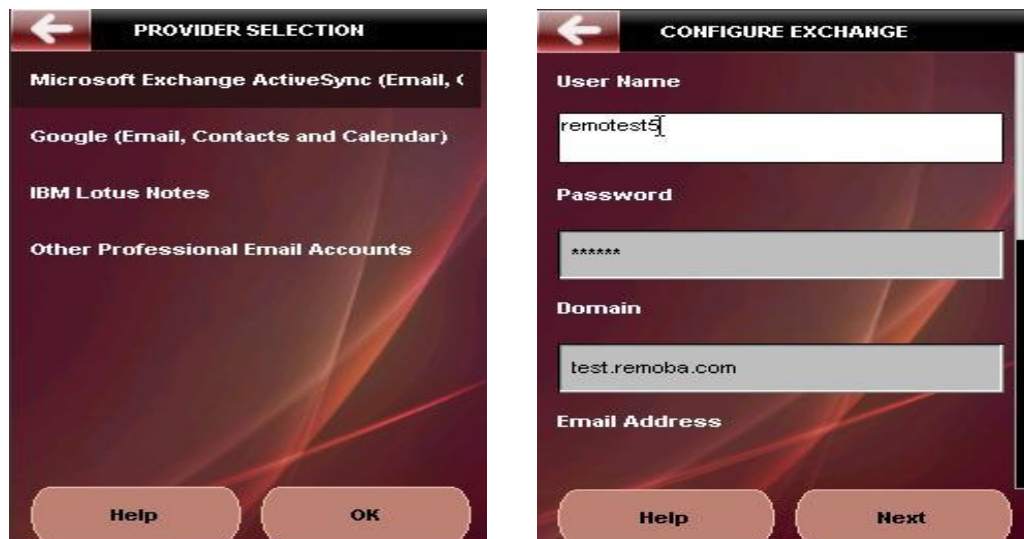 PROVIDER SELECTION
Microsoft Exchange ActiveSync (Email, C
Google (Email, Contacts and Calendar)
IBM Lotus Notes
Other Professional Email Accounts
Help
OK
CONFIGURE EXCHANGE
User Name
remotest5
Password
******
Domain
test.remoba.com
Email Address
Help
Next